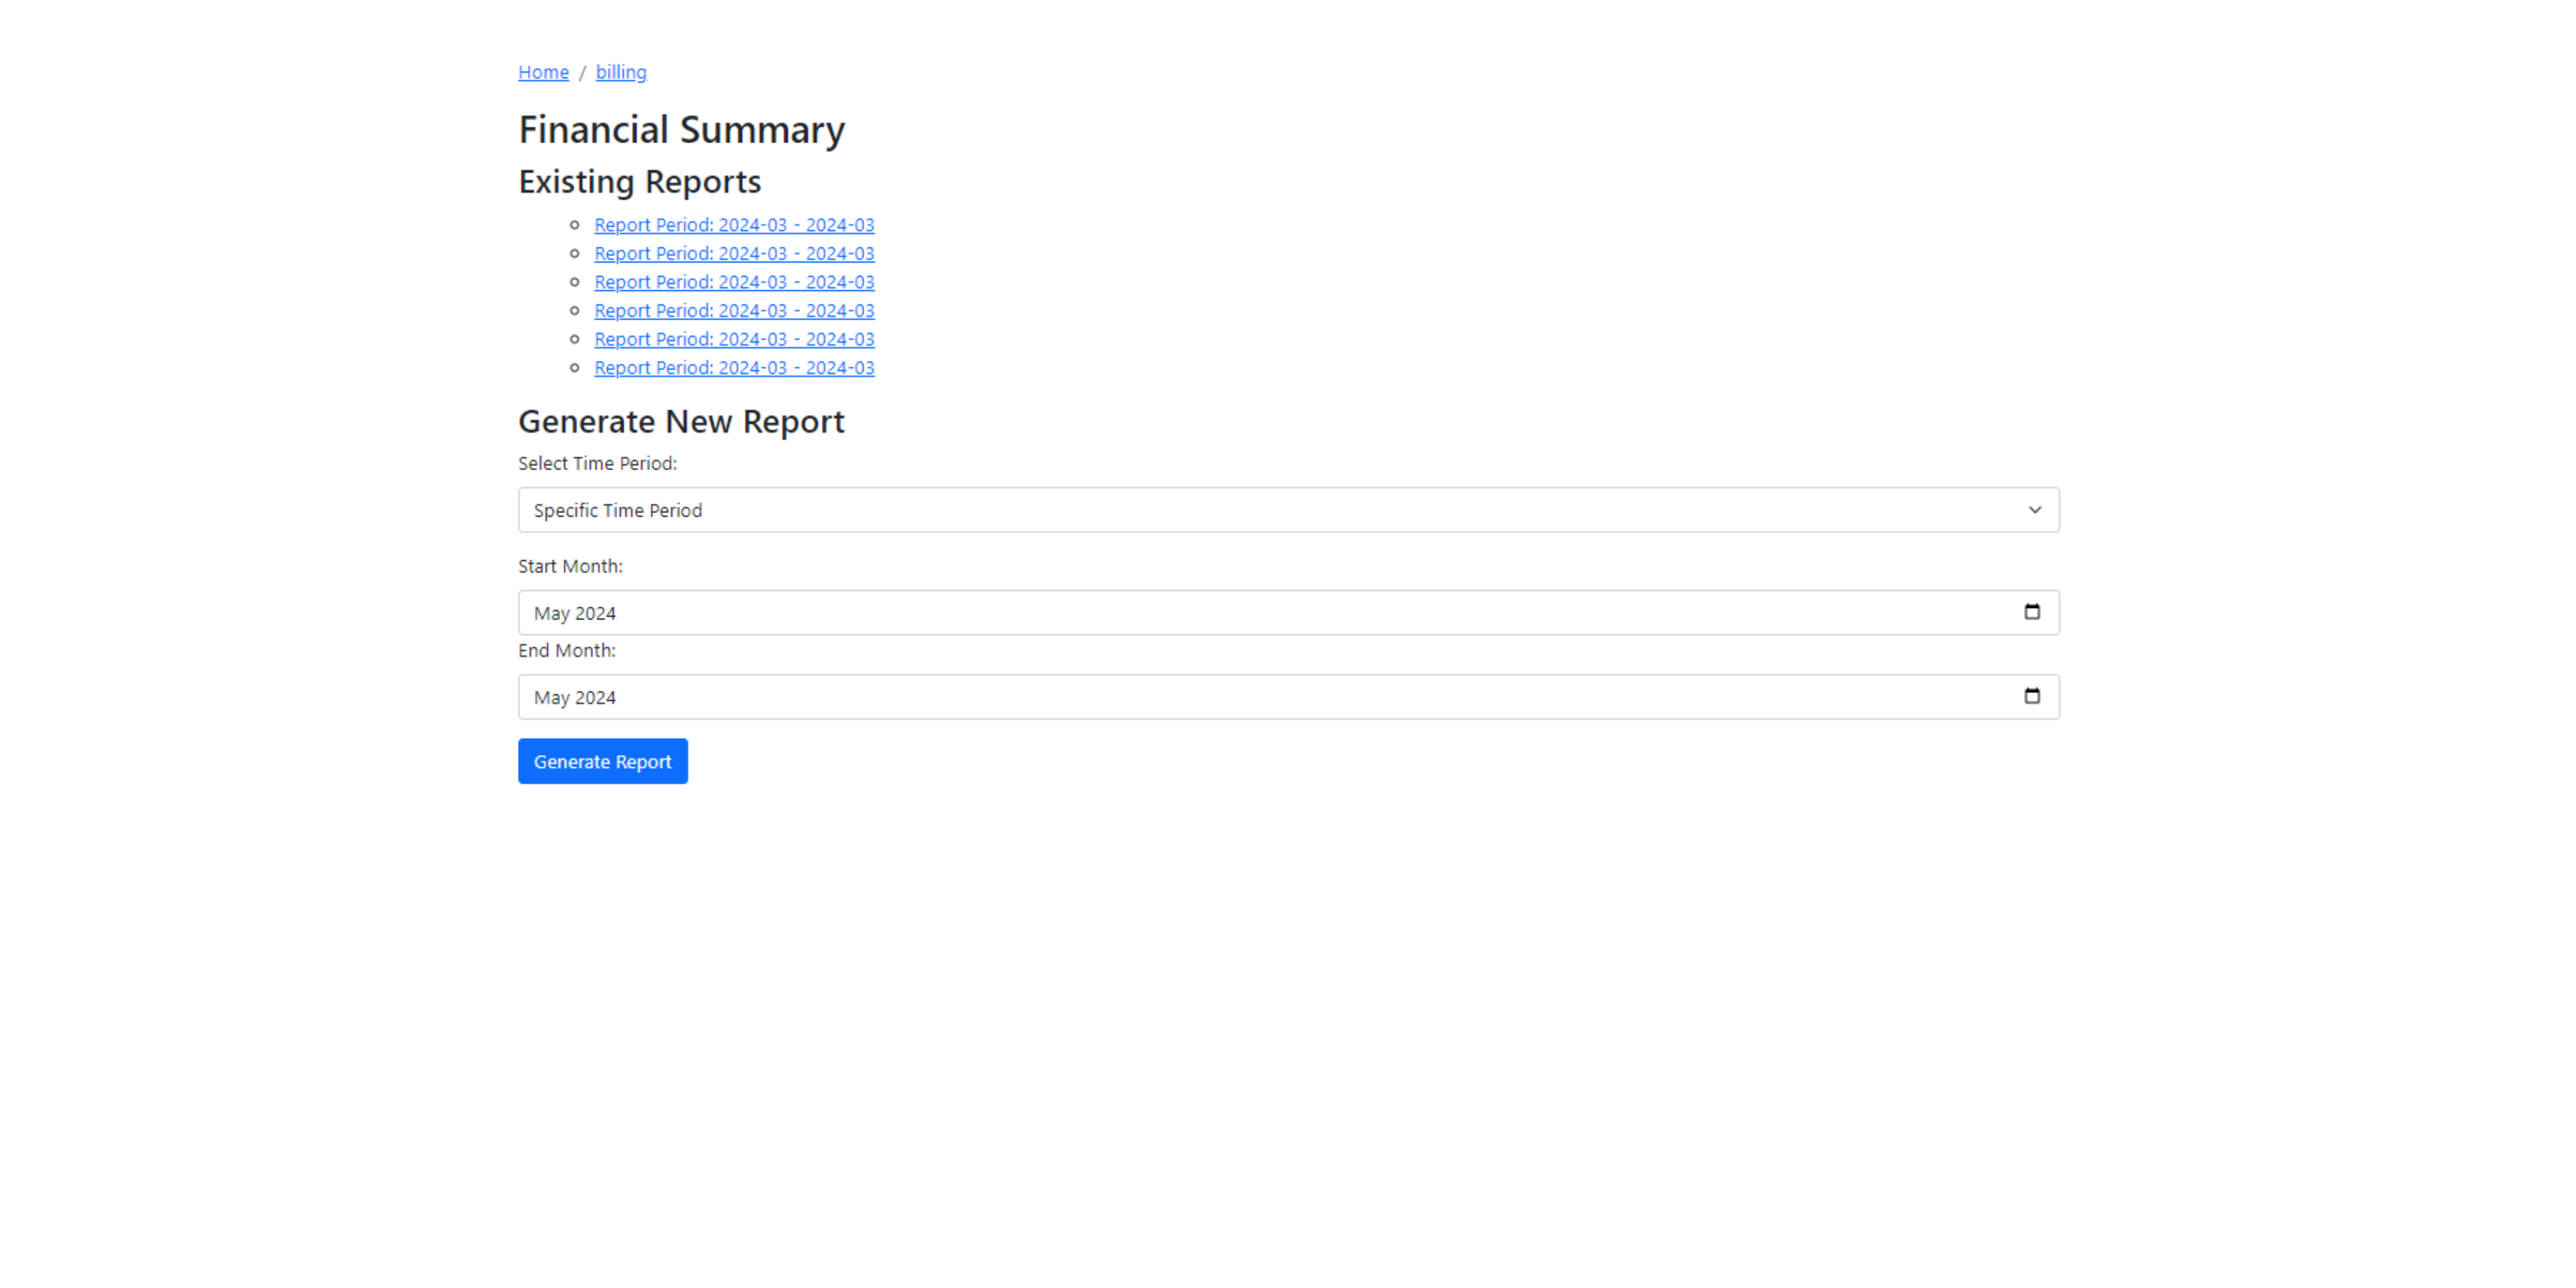 Home / billing
Financial Summary
Existing Reports
Report Period: 2024-03 - 2024-03
Report Period: 2024-03 - 2024-03
Report Period: 2024-03 - 2024-03
Report Period: 2024-03 - 2024-03
Report Period: 2024-03 - 2024-03
Report Period: 2024-03 - 2024-03
Generate New Report
Select Time Period:
Specific Time Period
Start Month:
May 2024
End Month:
May 2024
Generate Report